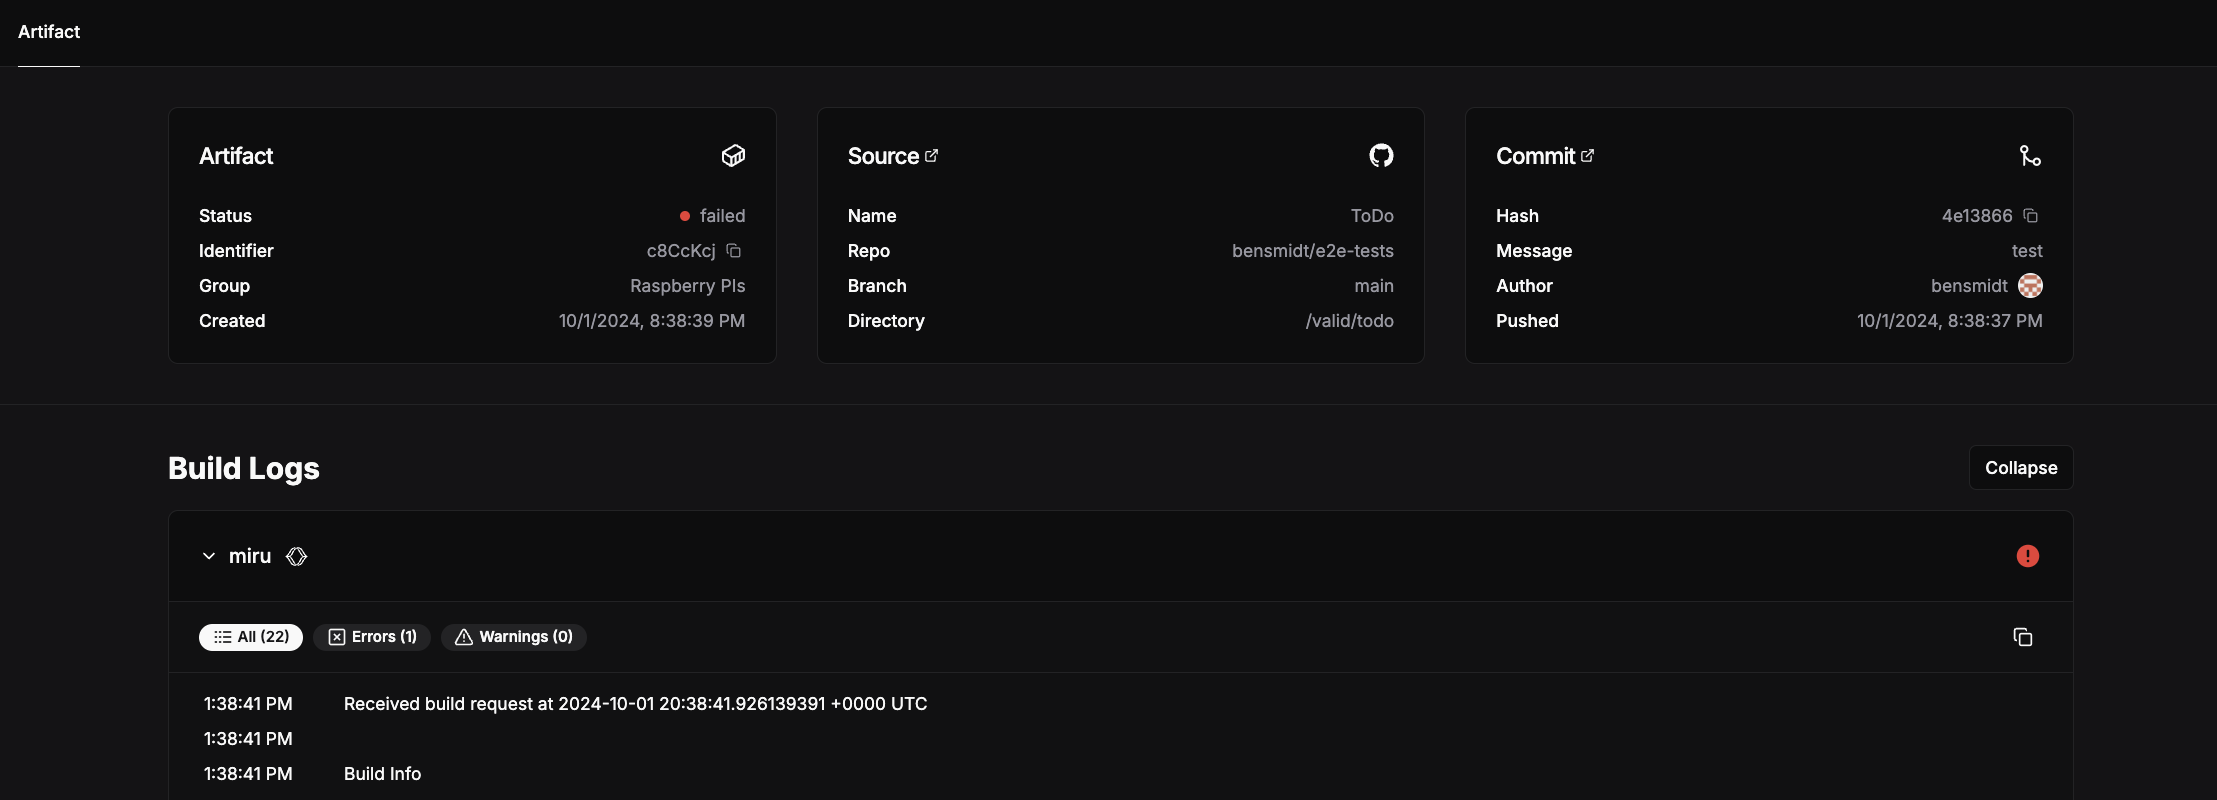 Artifact
Artifact
Status failed
Identifier c8CcKcj
Group Raspberry PIs
Created 10/1/2024, 8:38:39 PM
Source
Name ToDo
Repo bensmidt/e2e-tests
Branch main
Directory /valid/todo
Commit
Hash 4e13866
Message test
Author bensmidt
Pushed 10/1/2024, 8:38:37 PM
Build Logs
Collapse
miru
All (22) Errors (1) Warnings (0)
1:38:41 PM Received build request at 2024-10-01 20:38:41.926139391 +0000 UTC
1:38:41 PM
1:38:41 PM Build Info